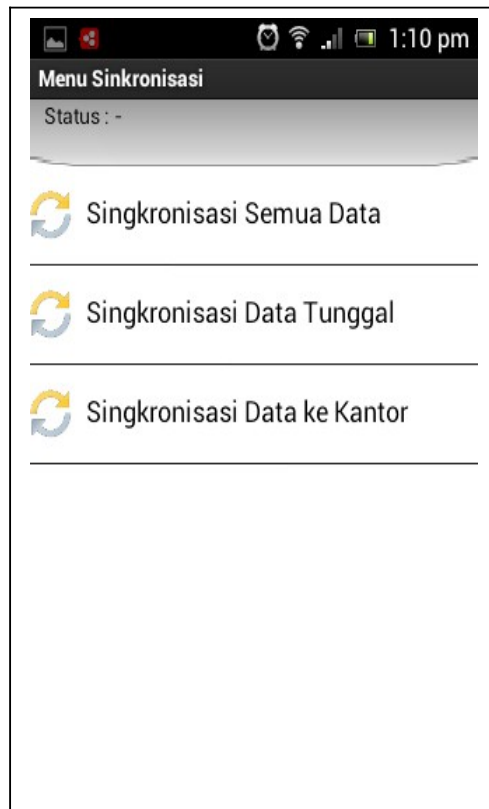 1:10 pm
Menu Sinkronisasi
Status : -
Singkronisasi Semua Data
Singkronisasi Data Tunggal
Singkronisasi Data ke Kantor